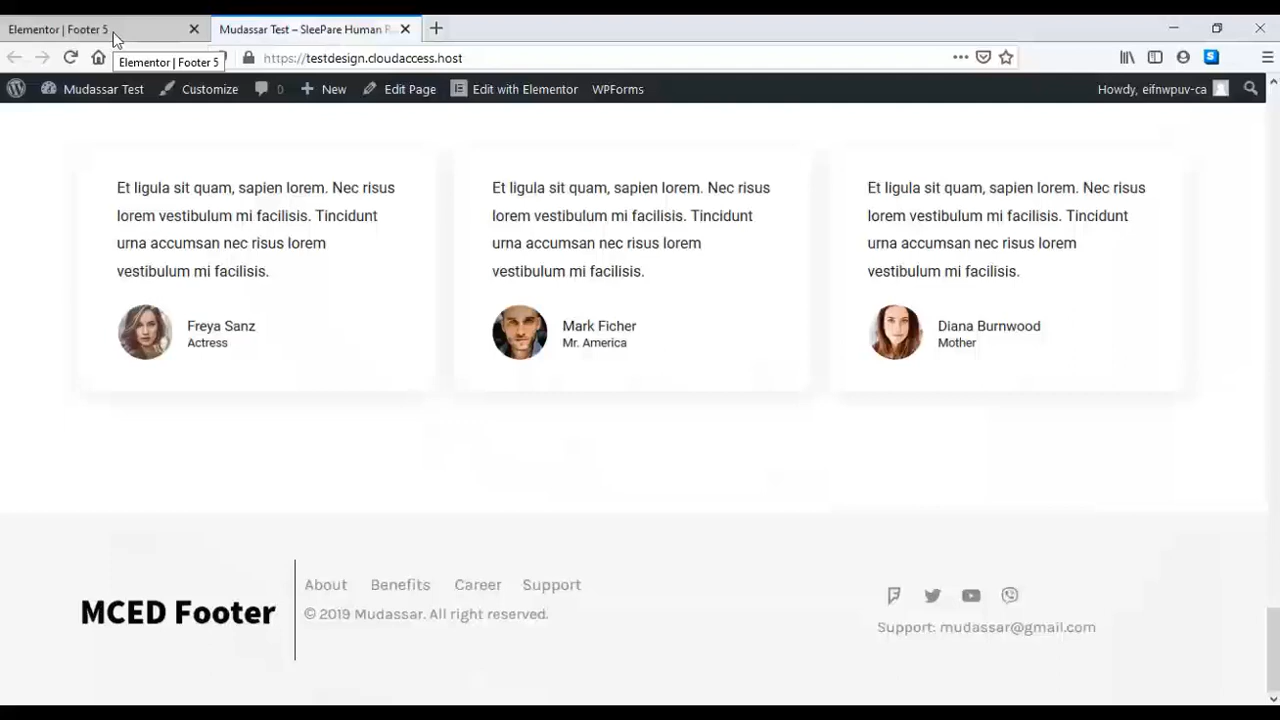 Elementor | Footer 5
Mudassar Test – SleePare Human R
Elementor | Footer 5
https://testdesign.cloudaccess.host
Mudassar Test
Customize
0
New
Edit Page
Edit with Elementor
WPForms
Howdy, eifnwpuv-ca
Et ligula sit quam, sapien lorem. Nec risus
lorem vestibulum mi facilisis. Tincidunt
urna accumsan nec risus lorem
vestibulum mi facilisis.
Freya Sanz
Actress
Et ligula sit quam, sapien lorem. Nec risus
lorem vestibulum mi facilisis. Tincidunt
urna accumsan nec risus lorem
vestibulum mi facilisis.
Mark Ficher
Mr. America
Et ligula sit quam, sapien lorem. Nec risus
lorem vestibulum mi facilisis. Tincidunt
urna accumsan nec risus lorem
vestibulum mi facilisis.
Diana Burnwood
Mother
MCED Footer
About Benefits Career Support
© 2019 Mudassar. All right reserved.
Support: mudassar@gmail.com